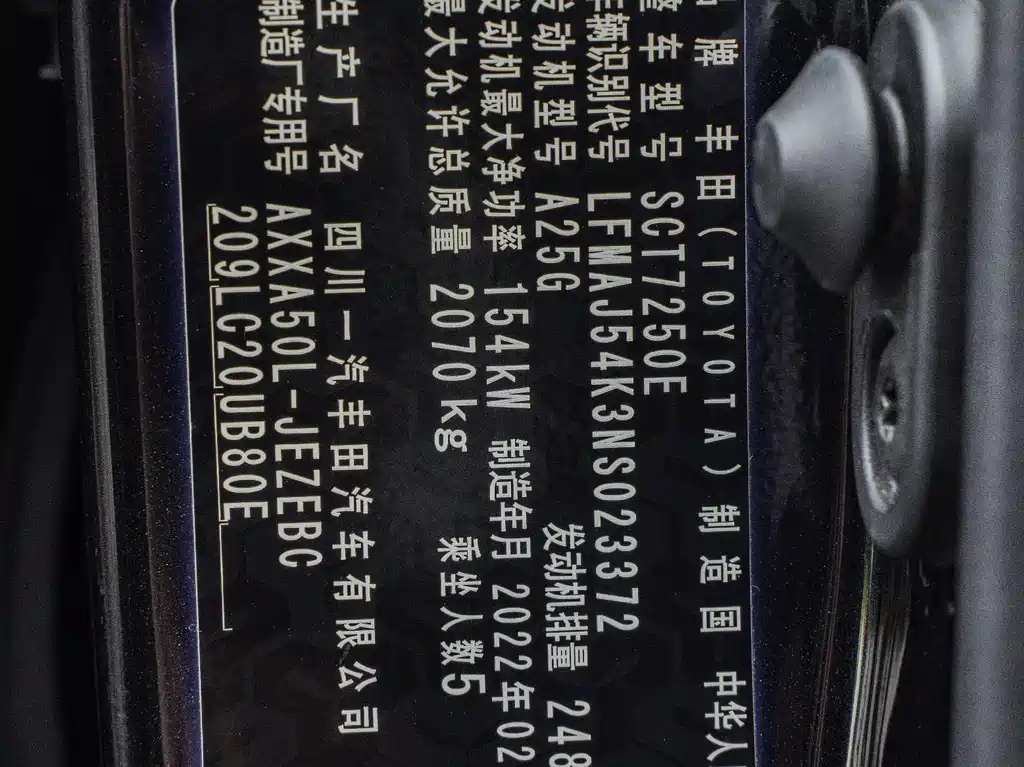 牌 丰田(TOYOTA) 制造国 中华人
整车型号 SCT7250E
车辆识别代号 LFMAJ54K3NS023372
发动机型号 A25G 发动机排量 248
发动机最大净功率 154kW 制造年月 2022年02
最大允许总质量 2070kg 乘坐人数5
生产厂名 四川一汽丰田汽车有限公司
制造厂专用号 AXXA50L-JEZEBC
209LC20UB80E